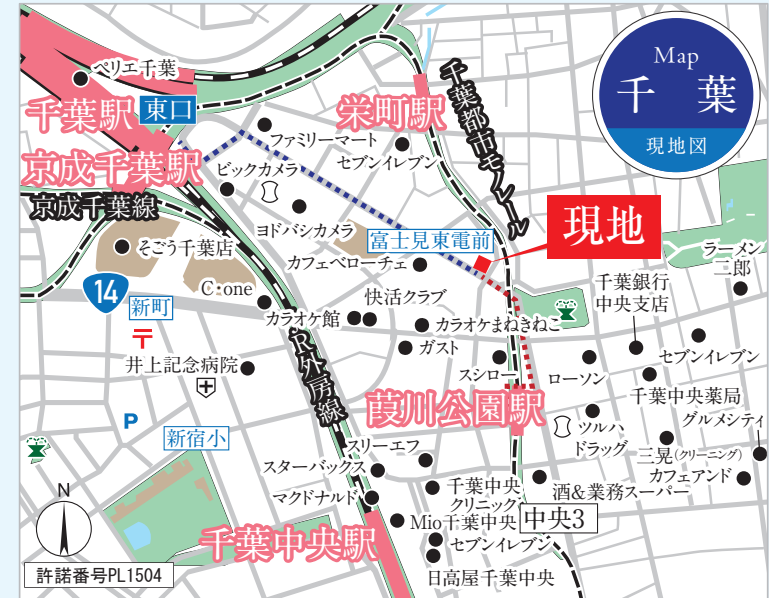 Map
千葉
現地図
ペリエ千葉
千葉駅
東口
京成千葉駅
京成千葉線
栄町駅
千葉都市モノレール
ファミリーマート
セブンイレブン
ビックカメラ
ヨドバシカメラ
富士見東電前
現地
そごう千葉店
カフェベローチェ
ラーメン
二郎
14
新町
C·one
快活クラブ
千葉銀行
中央支店
カラオケ館
カラオケまねきねこ
井上記念病院
JR外房線
ガスト
スシロー
ローソン
セブンイレブン
千葉中央薬局
葭川公園駅
グルメシティ
P
新宿小
ツルハ
ドラッグ
三晃(クリーニング)
カフェアンド
スリーエフ
スターバックス
マクドナルド
千葉中央
クリニック
酒&業務スーパー
Mio千葉中央
中央3
セブンイレブン
千葉中央駅
日高屋千葉中央
N
許諾番号PL1504